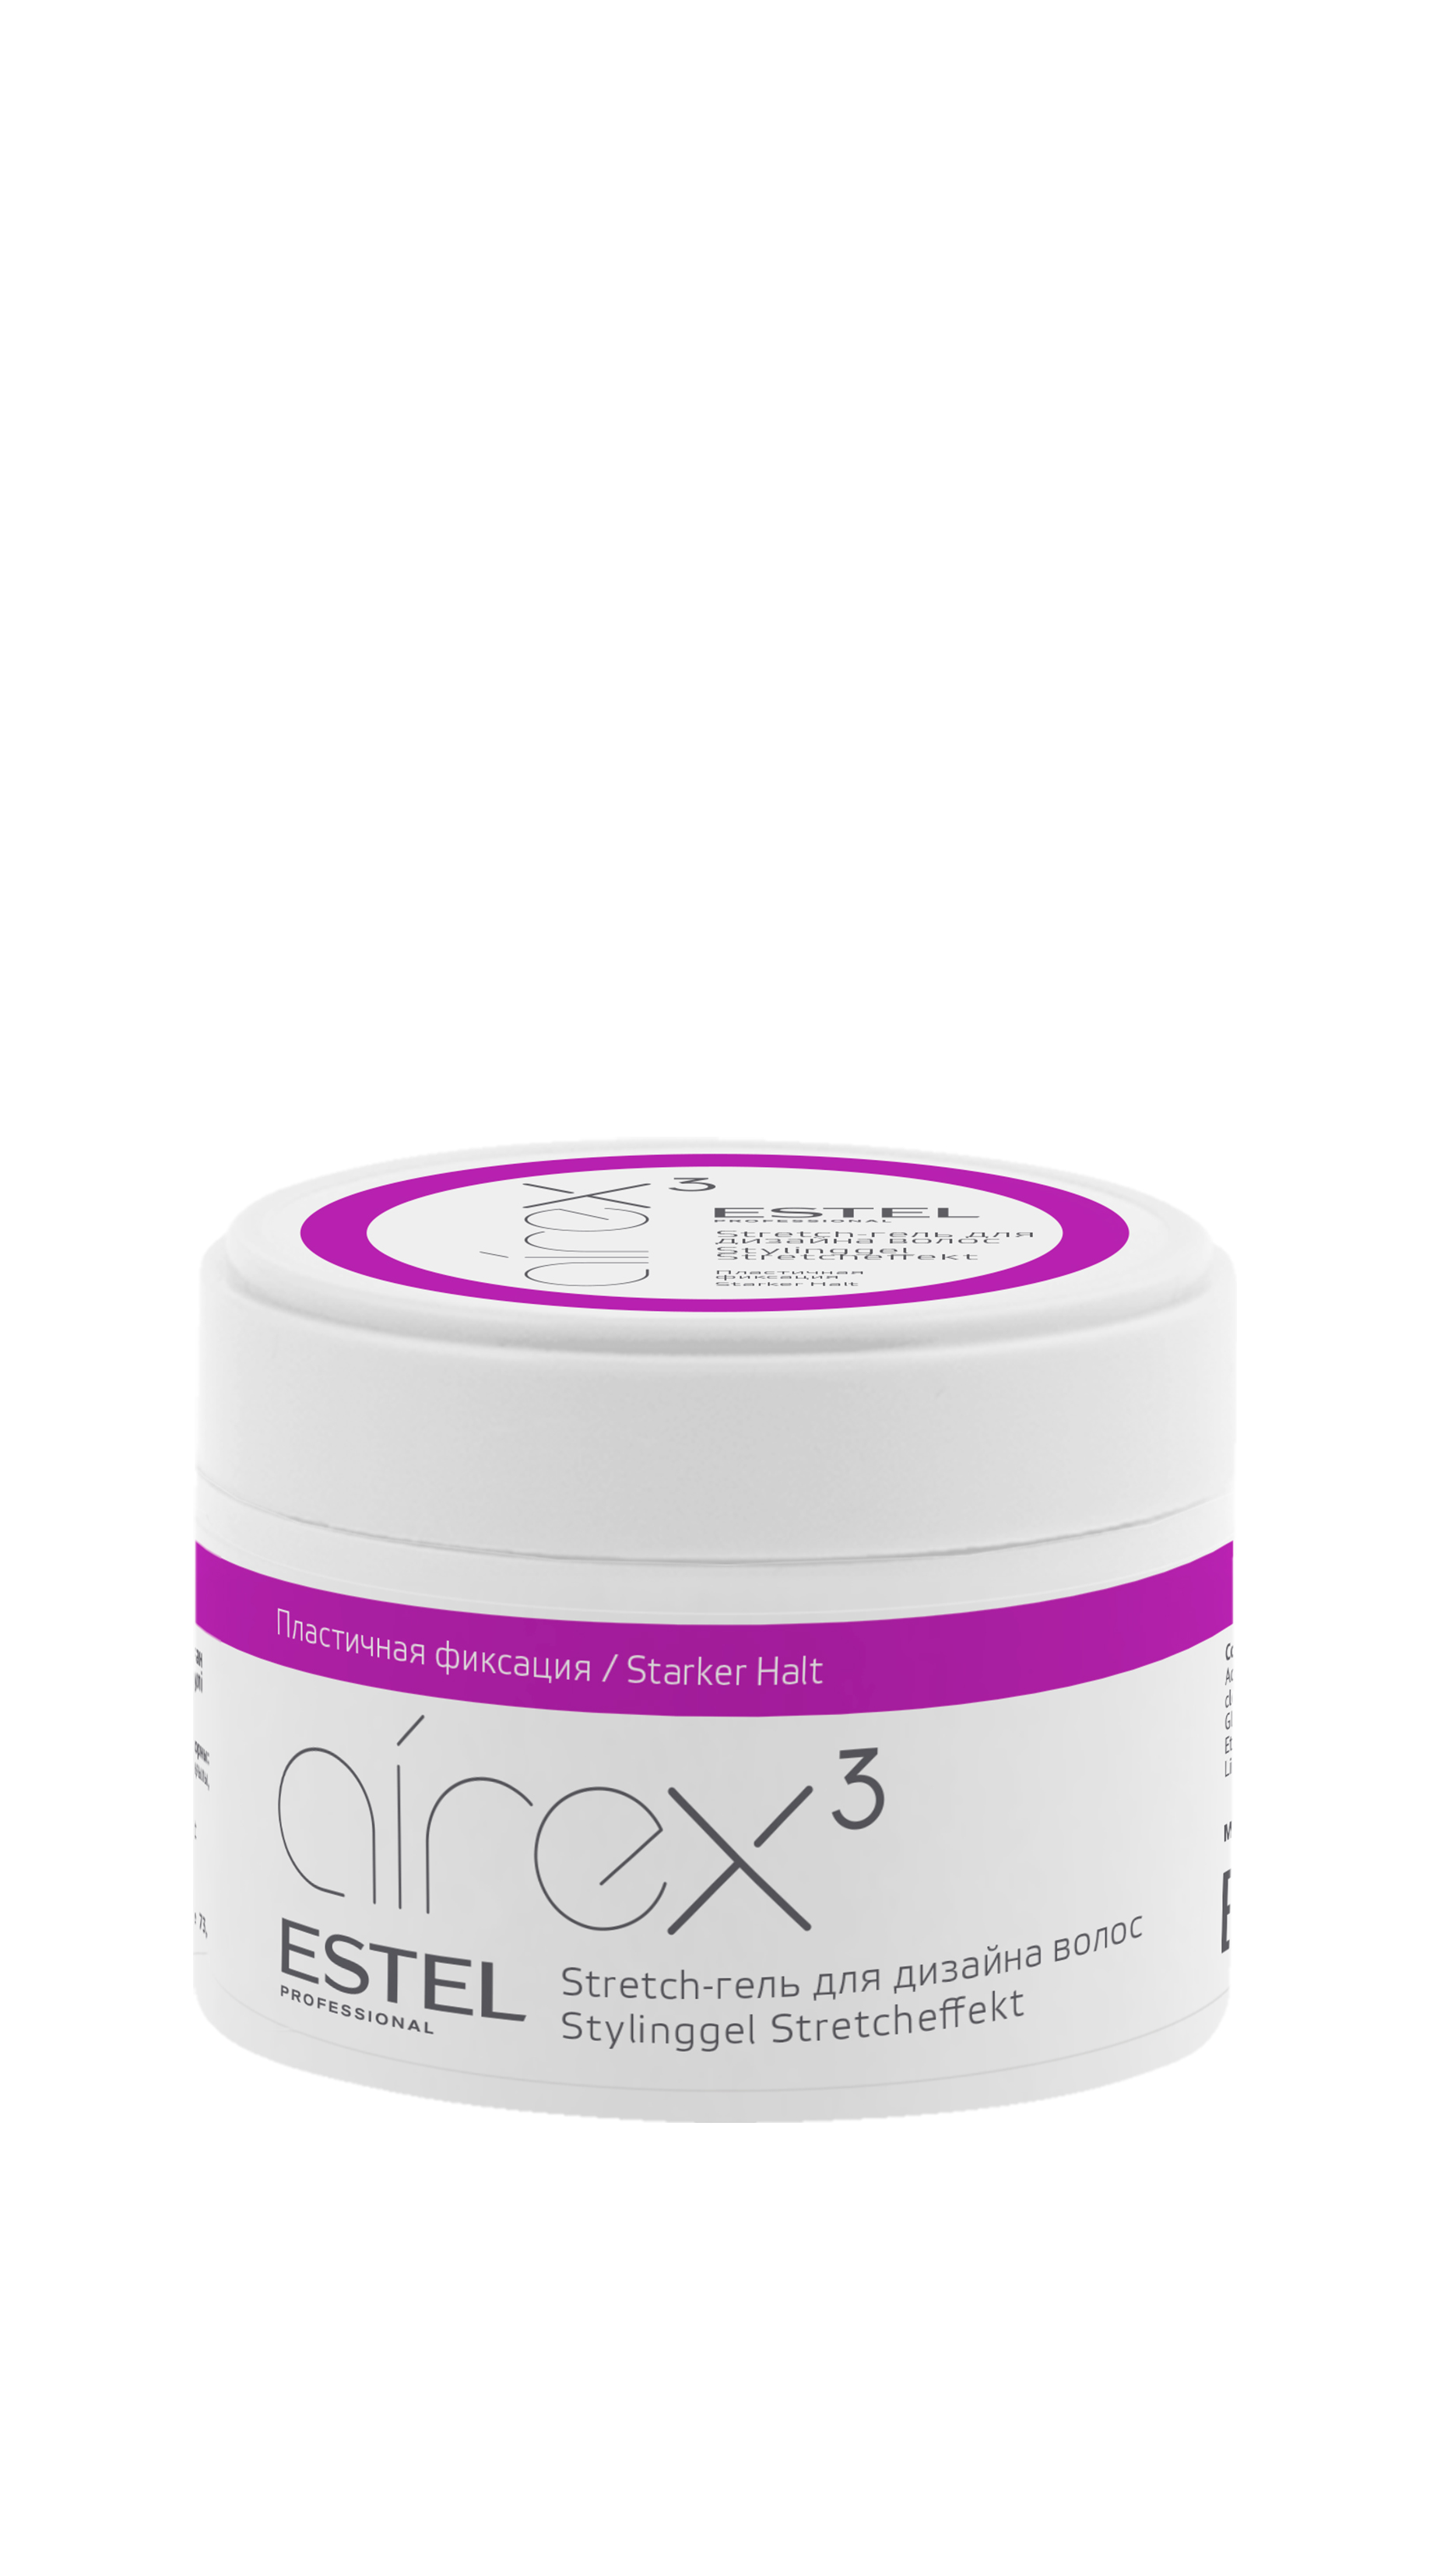 airex 3
ESTEL
PROFESSIONAL
Stretch-гель для
дизайна волос
Stylinggel
Stretcheffekt
Пластичная
фиксация
Starker Halt
Пластичная фиксация / Starker Halt
airex 3
ESTEL
PROFESSIONAL
Stretch-гель для дизайна волос
Stylinggel Stretcheffekt